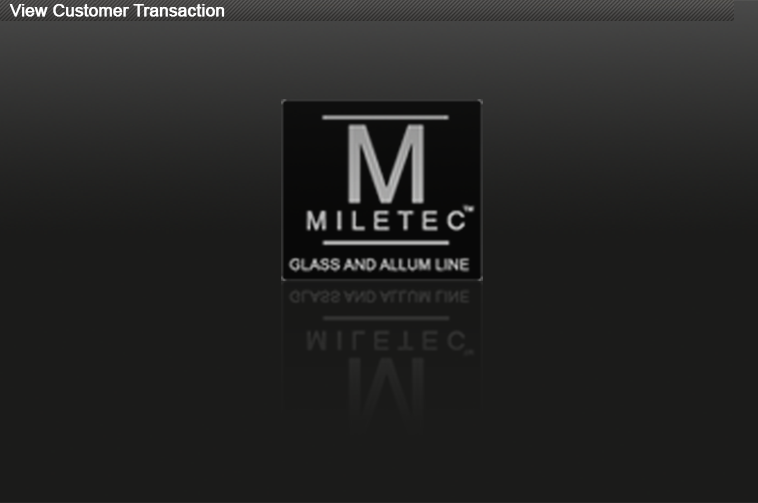 View Customer Transaction
M
MILETEC™
GLASS AND ALLUM LINE